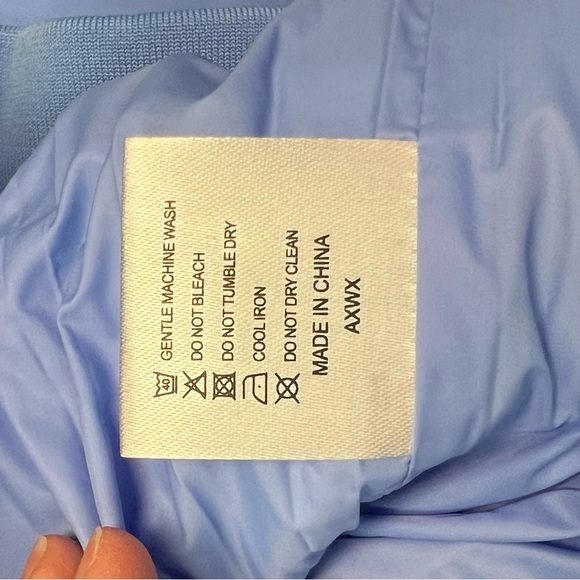 40 GENTLE MACHINE WASH
DO NOT BLEACH
DO NOT TUMBLE DRY
COOL IRON
DO NOT DRY CLEAN
MADE IN CHINA
AXWX